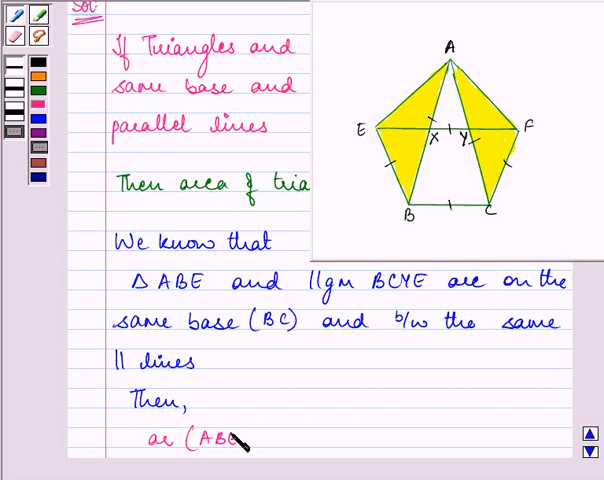 Sol:
If Triangles and
same base and
parallel lines
Then area of tria
We know that
Δ ABE and ||gm BCYE are on the
same base (BC) and b/w the same
|| lines
Then,
ar (ABE
A
E
F
X
Y
B
C